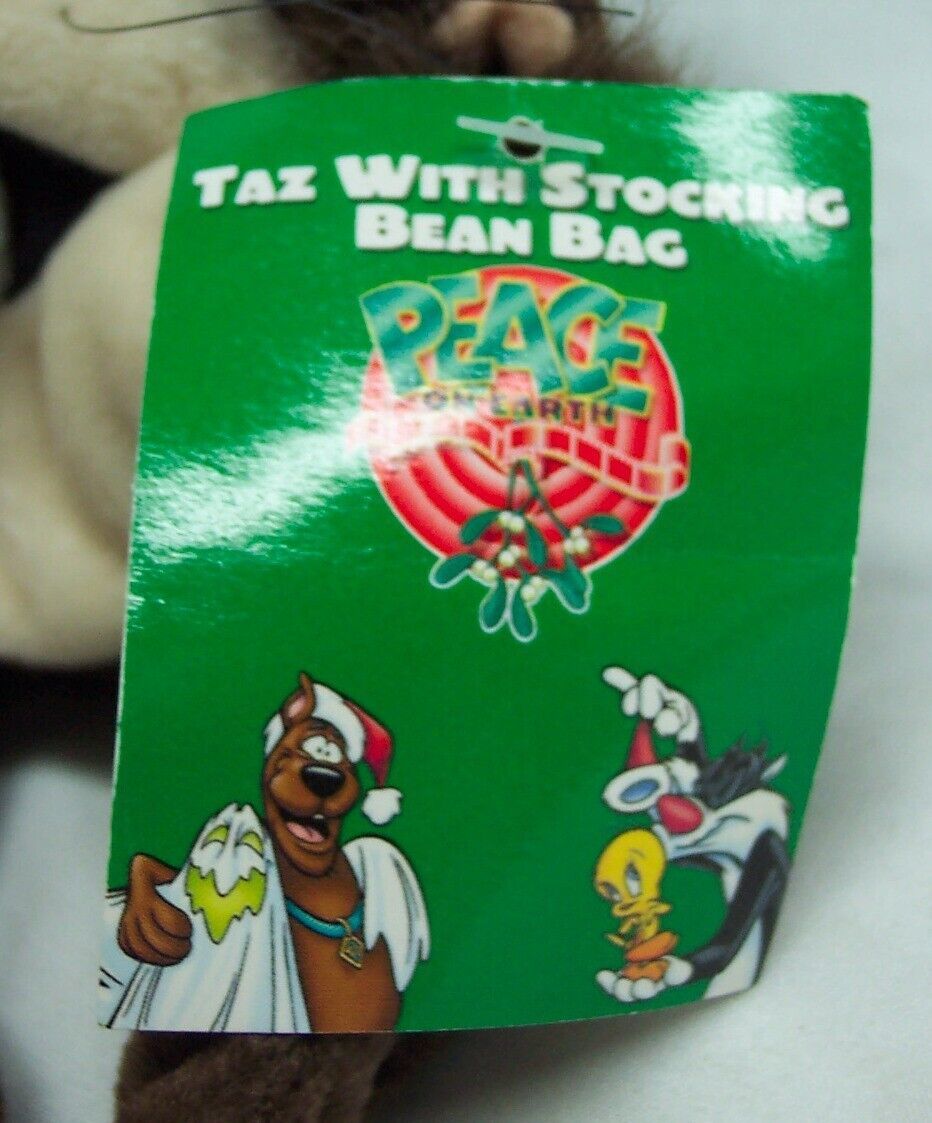 TAZ WITH STOCKING
BEAN BAG
PEACE
ON EARTH